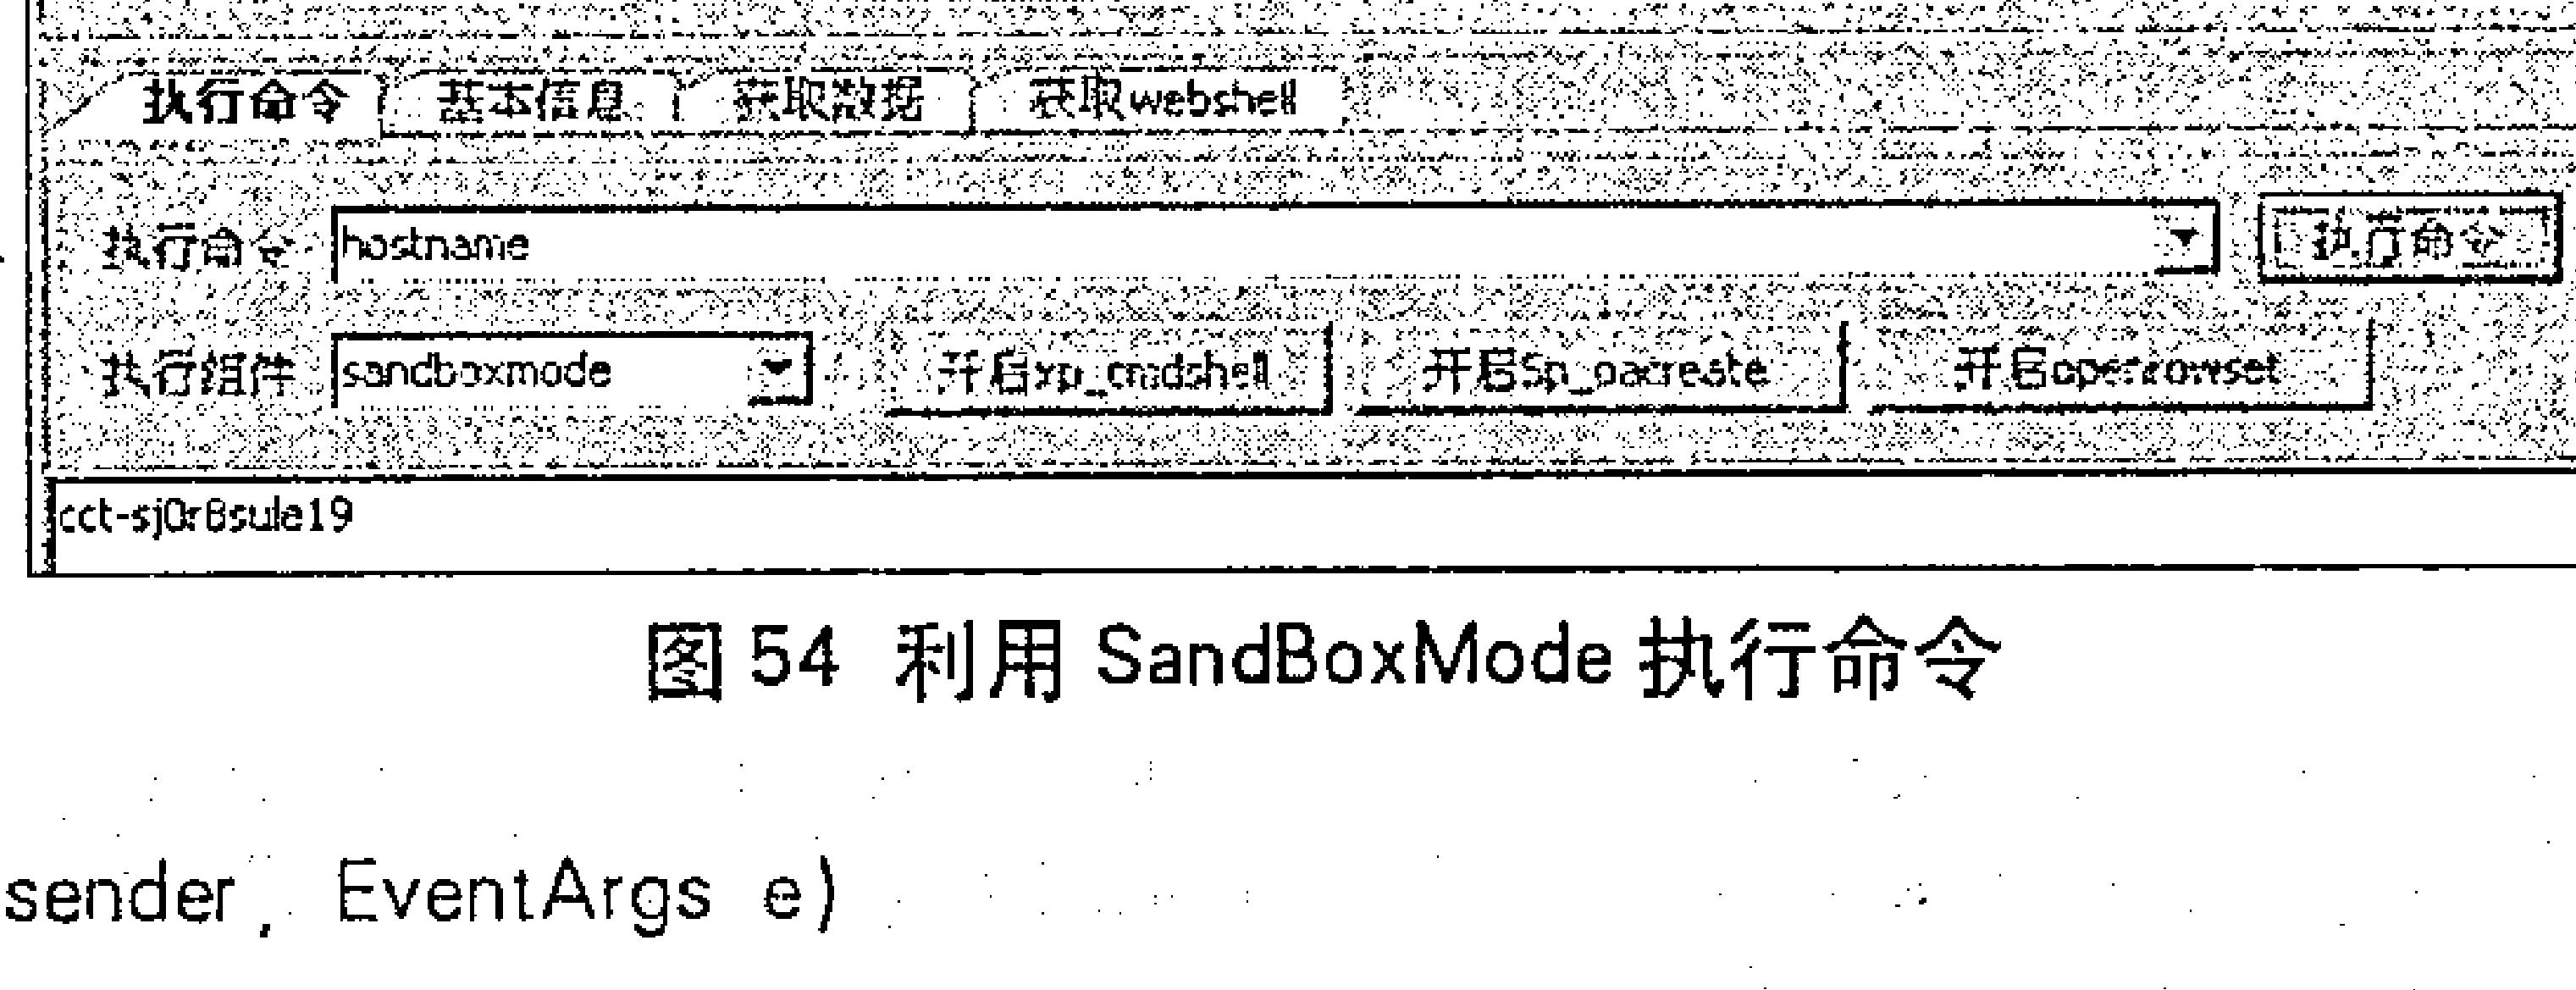 执行命令 基本信息 获取数据 获取webshell
执行命令 hostname 执行命令
执行组件 sandboxmode 开启xp_cmdshell 开启Sp_oacreate 开启openrowset
cct-sj0r8sule19
图 54 利用 SandBoxMode 执行命令
sender, EventArgs e)